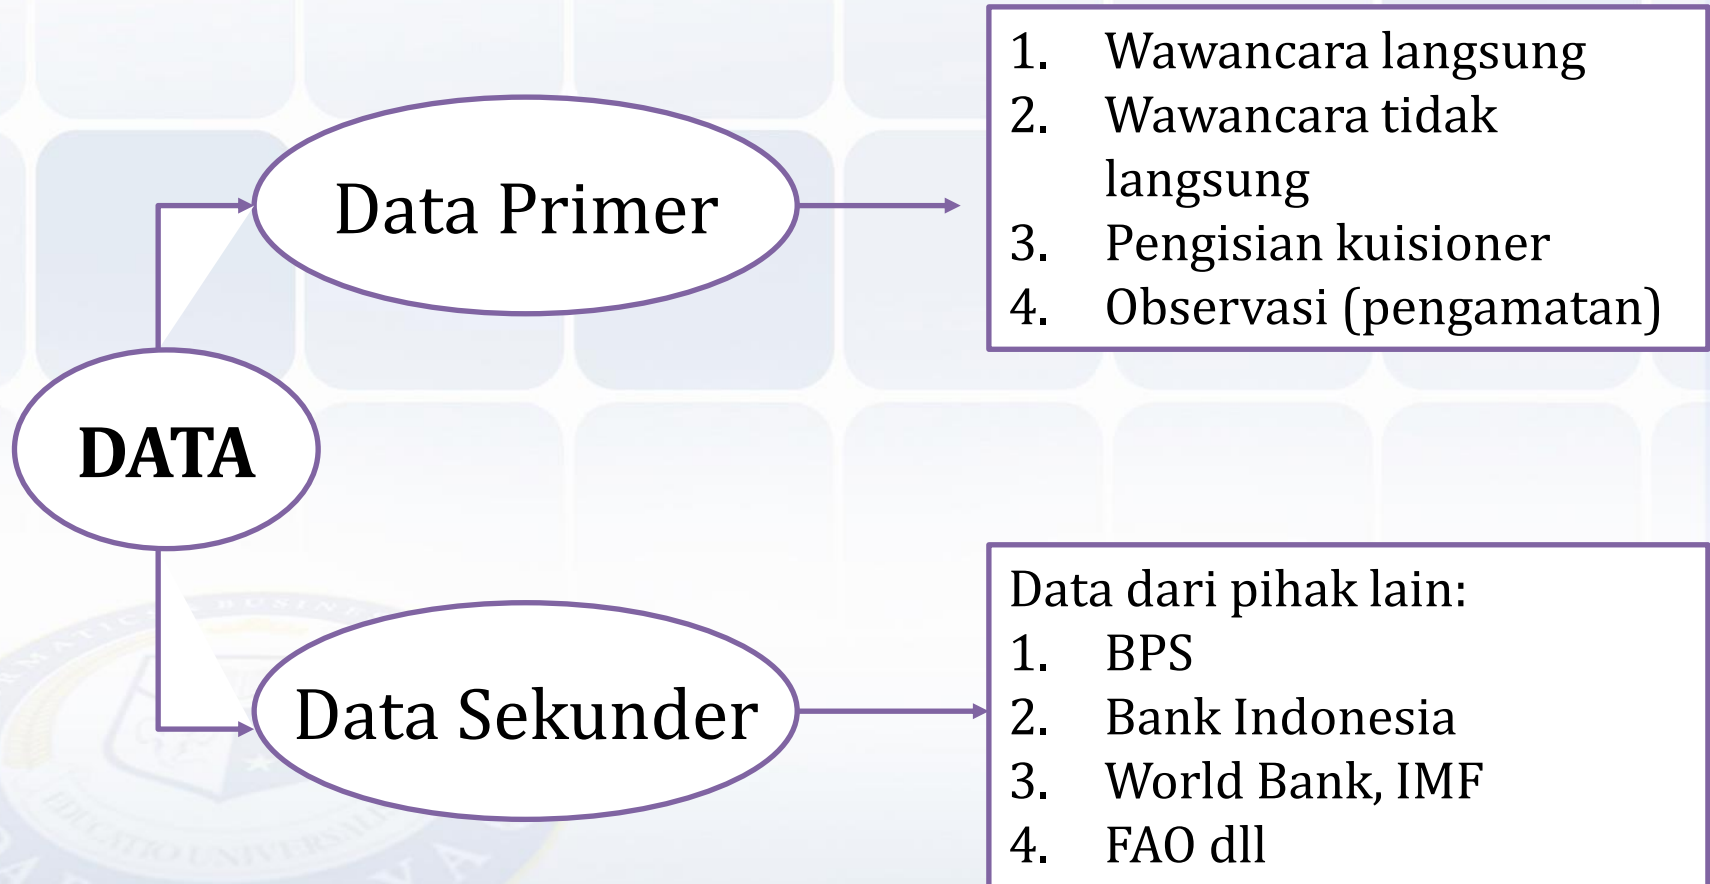 1. Wawancara langsung
2. Wawancara tidak
langsung
3. Pengisian kuisioner
4. Observasi (pengamatan)
Data Primer
DATA
Data Sekunder
Data dari pihak lain:
1. BPS
2. Bank Indonesia
3. World Bank, IMF
4. FAO dll